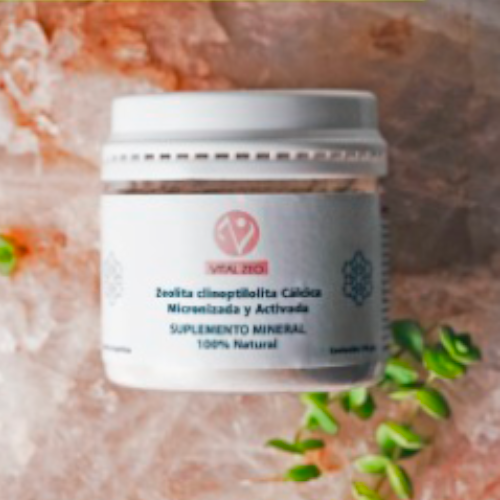 VITAL ZEO
Zeolita clinoptilolita Cálcica
Micronizada y Activada
SUPLEMENTO MINERAL
100% Natural